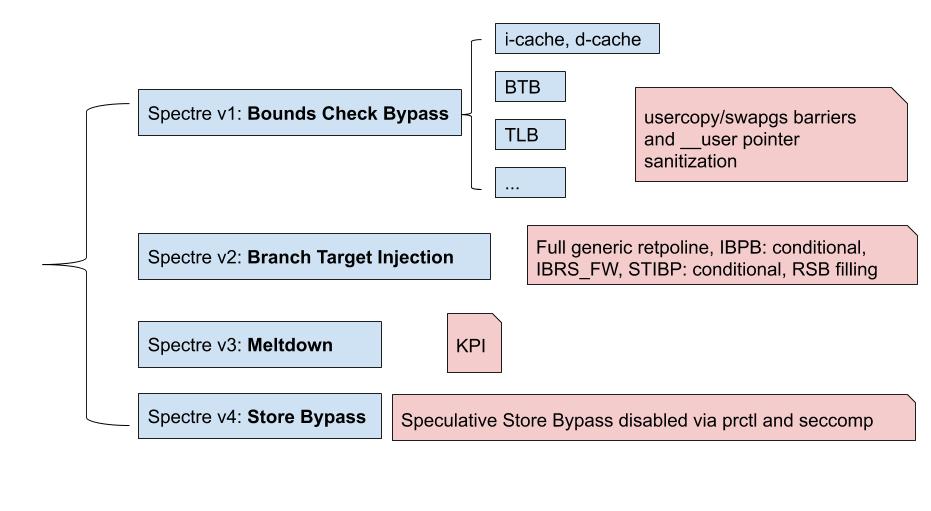 i-cache, d-cache
Spectre v1: Bounds Check Bypass
BTB
TLB
...
usercopy/swapgs barriers
and __user pointer
sanitization
Spectre v2: Branch Target Injection
Full generic retpoline, IBPB: conditional,
IBRS_FW, STIBP: conditional, RSB filling
Spectre v3: Meltdown
KPI
Spectre v4: Store Bypass
Speculative Store Bypass disabled via prctl and seccomp